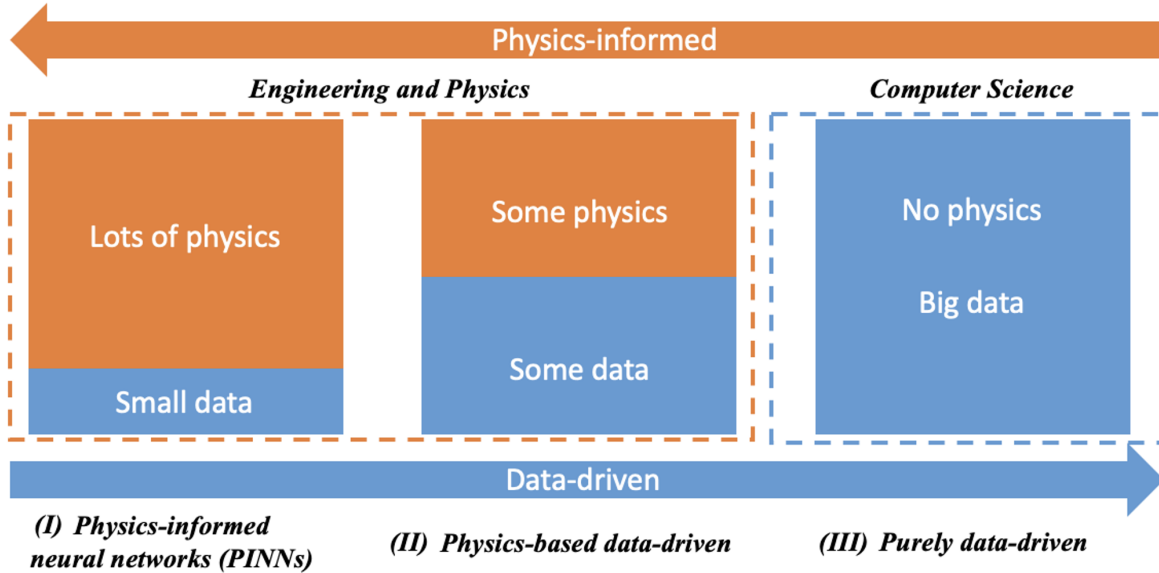 Physics-informed
Engineering and Physics
Computer Science
Lots of physics
Small data
Some physics
Some data
No physics
Big data
Data-driven
(I) Physics-informed
neural networks (PINNs)
(II) Physics-based data-driven
(III) Purely data-driven